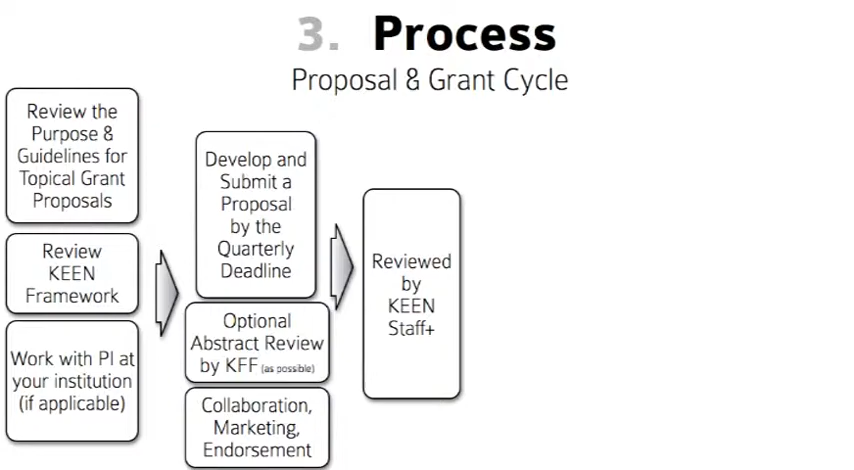 3. Process
Proposal & Grant Cycle
Review the
Purpose &
Guidelines for
Topical Grant
Proposals
Review
KEEN
Framework
Work with PI at
your institution
(if applicable)
Develop and
Submit a
Proposal
by the
Quarterly
Deadline
Optional
Abstract Review
by KFF (as possible)
Collaboration,
Marketing,
Endorsement
Reviewed
by
KEEN
Staff+